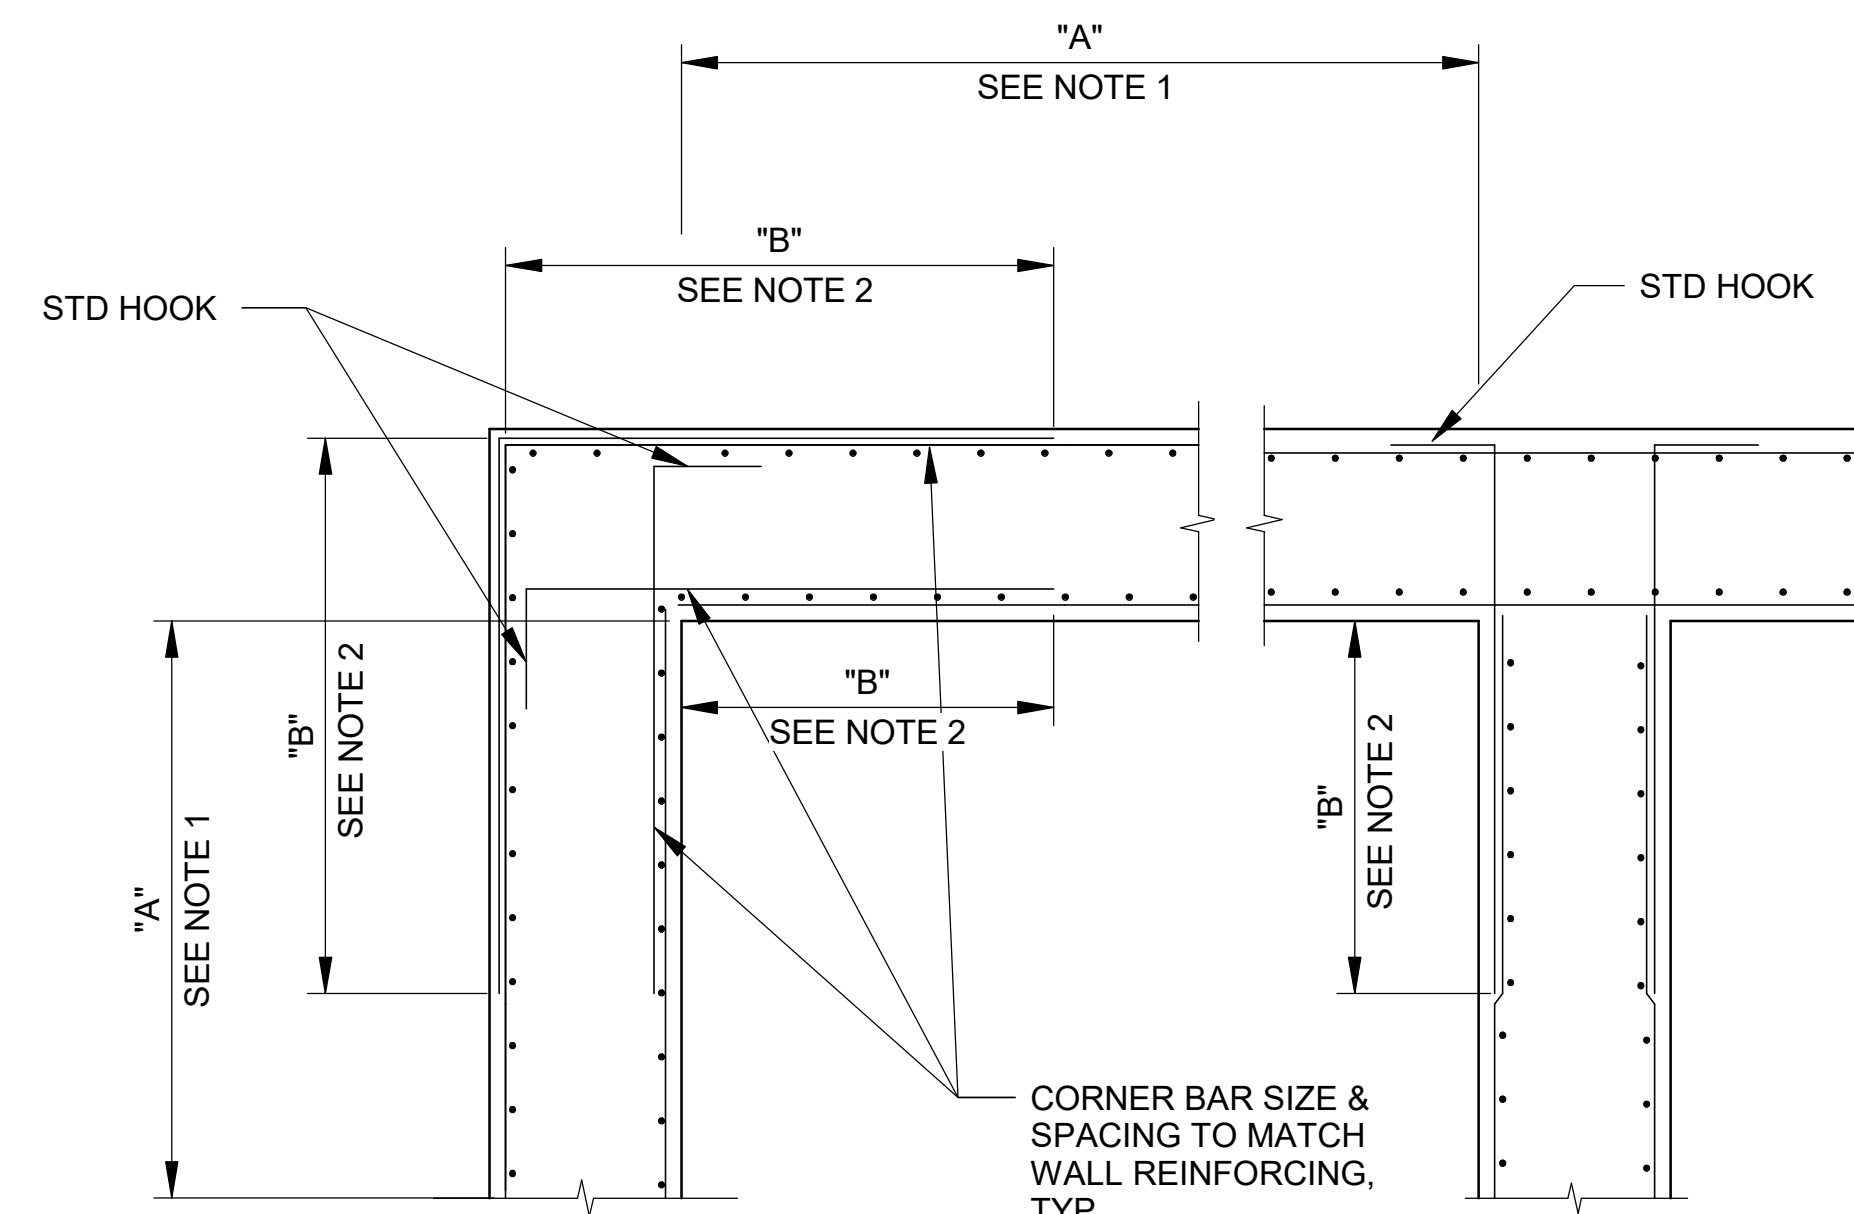 "A"
SEE NOTE 1
"B"
SEE NOTE 2
STD HOOK
STD HOOK
"B"
SEE NOTE 2
"B"
SEE NOTE 2
"B"
SEE NOTE 2
"A"
SEE NOTE 1
CORNER BAR SIZE &
SPACING TO MATCH
WALL REINFORCING,
TYP